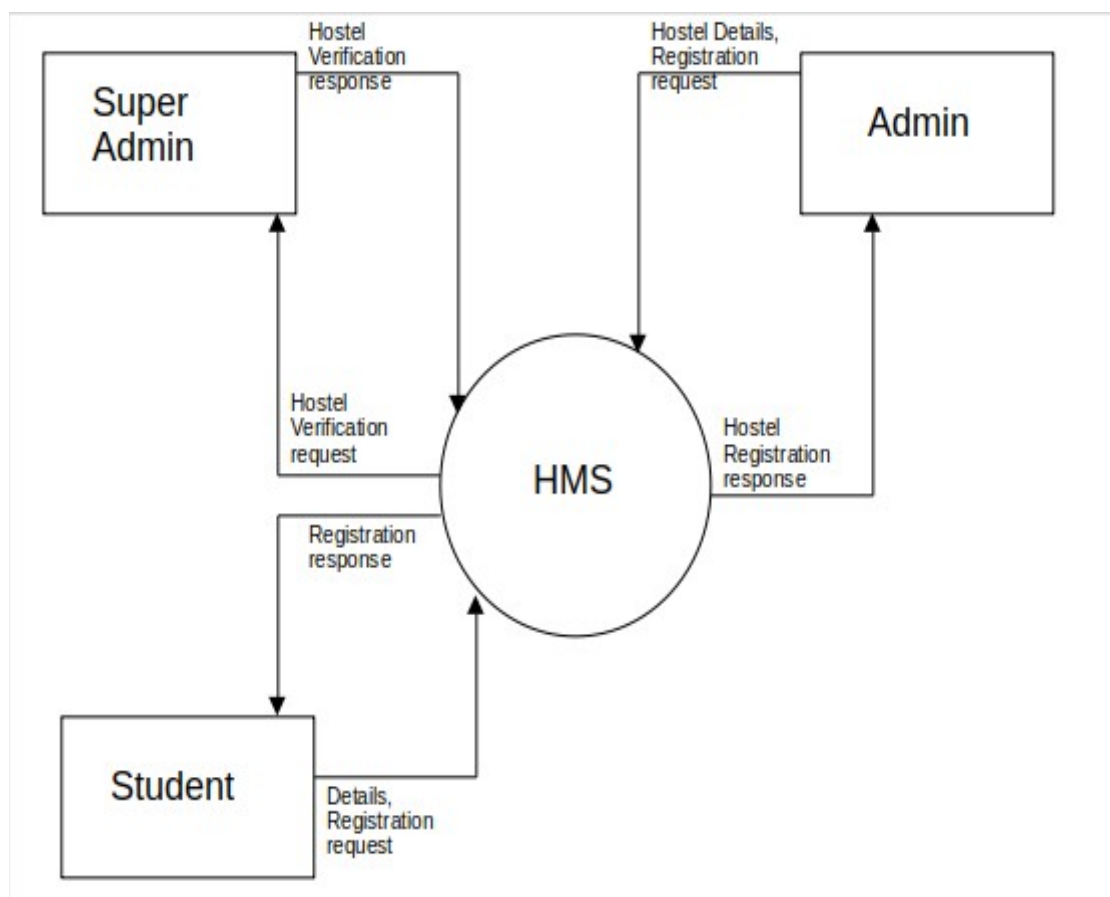 Hostel
Verification
response
Hostel Details,
Registration
request
Super
Admin
Admin
Hostel
Verification
request
HMS
Hostel
Registration
response
Registration
response
Student
Details,
Registration
request